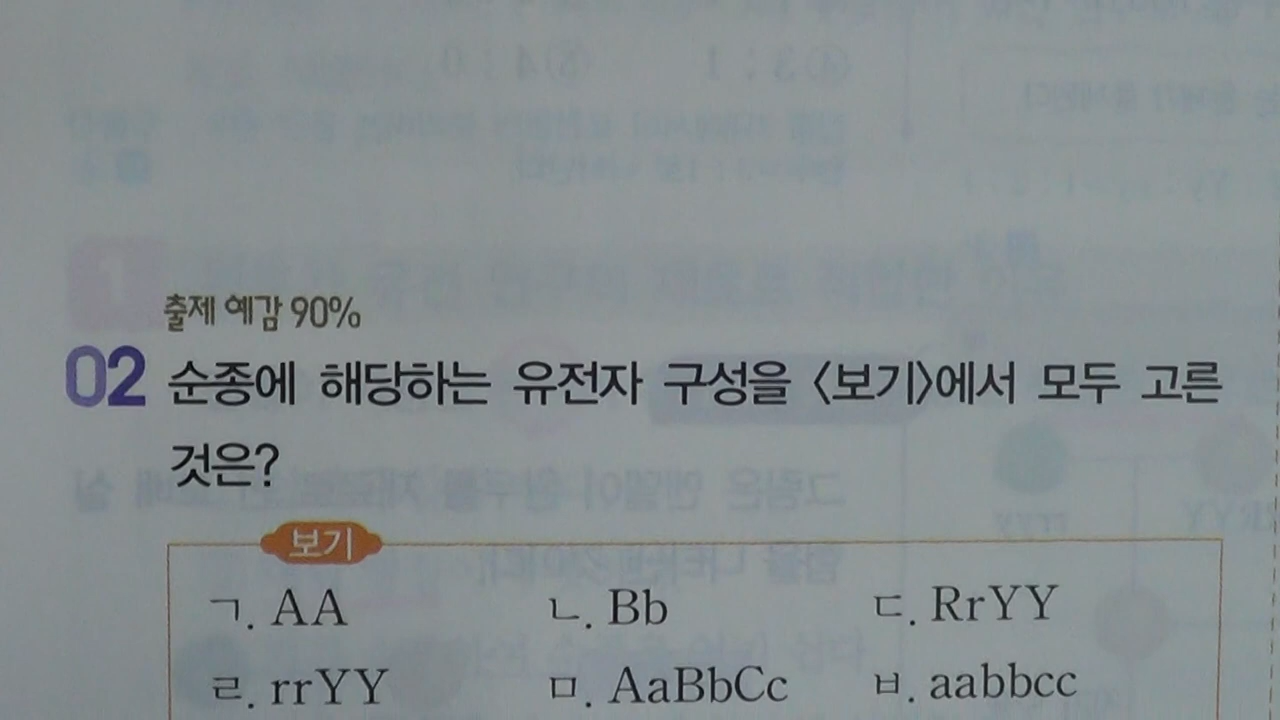 출제 예감 90%
02 순종에 해당하는 유전자 구성을 〈보기〉에서 모두 고른
것은?
보기
ㄱ. AA ㄴ. Bb ㄷ. RrYY
ㄹ. rrYY ㅁ. AaBbCc ㅂ. aabbcc